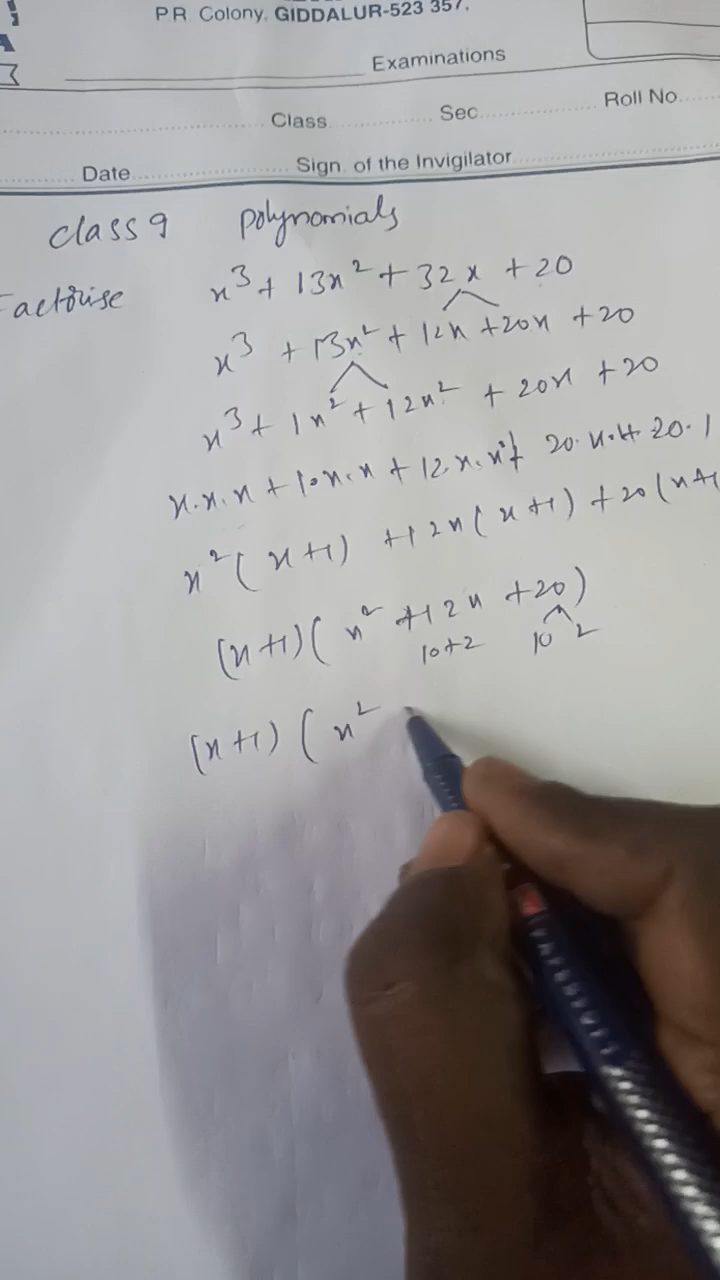 P.R. Colony, GIDDALUR-523 357.
Examinations
Class Sec Roll No.
Date Sign. of the Invigilator
class 9 polynomials
Factorise x³ + 13x² + 32x + 20
x³ + 13x² + 12x + 20x + 20
x³ + 1x² + 12x² + 20x + 20
x.x.x + 1.x.x + 12.x.x + 20.x.+ 20.1
x²(x+1) +12x(x+1) +20(x+1
(x+1)(x² +12x +20)
10+2 10 2
(x+1) (x²